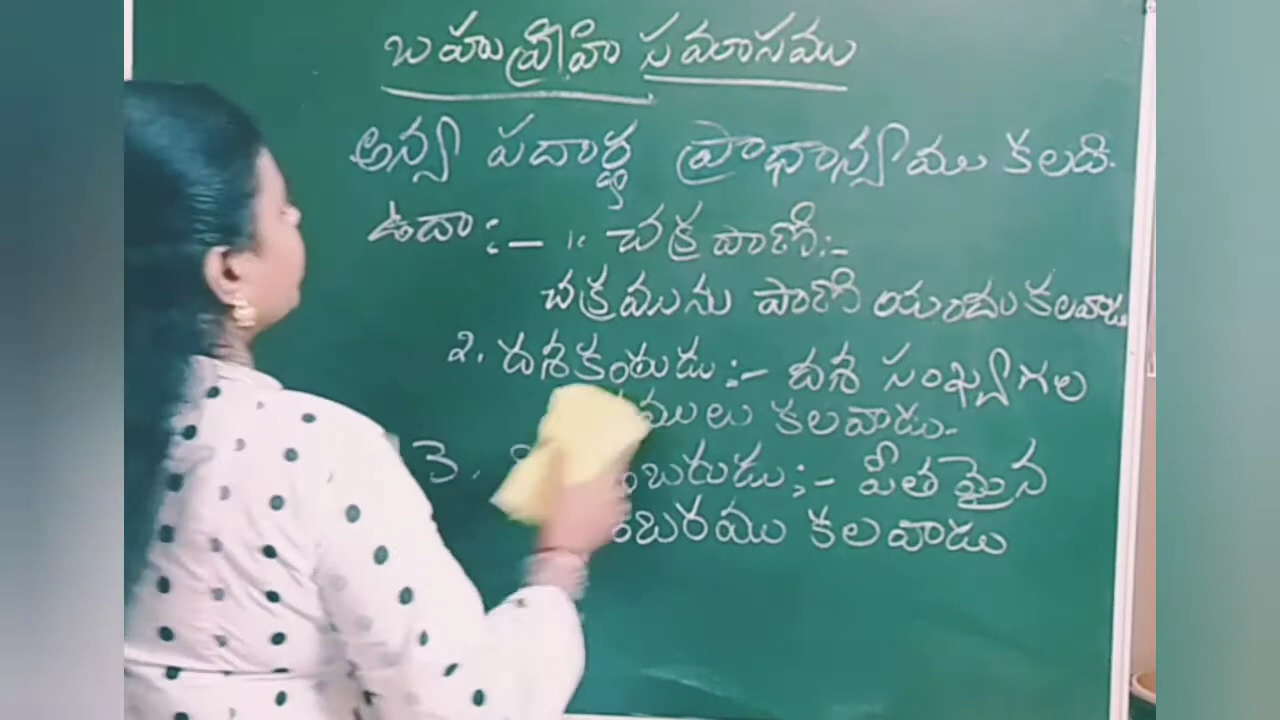 బహువ్రీహి సమాసము
అన్య పదార్థ ప్రాధాన్యము కలది.
ఉదా :- 1. చక్రపాణి:-
చక్రమును పాణి యందు కలవాడు
2. దశకంఠుడు :- దశ సంఖ్యగల
ములు కలవాడు.
3. ంబరుడు :- పీతమైన
ంబరము కలవాడు